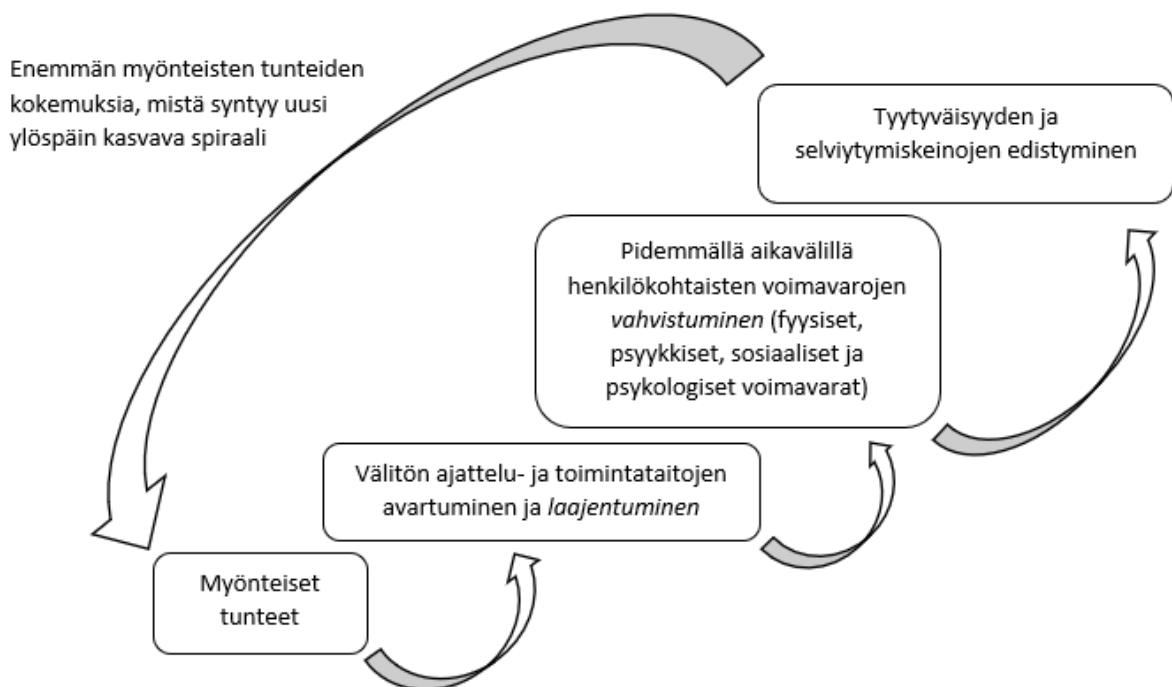 Enemmän myönteisten tunteiden
kokemuksia, mistä syntyy uusi
ylöspäin kasvava spiraali
Tyytyväisyyden ja
selviytymiskeinojen edistyminen
Pidemmällä aikavälillä
henkilökohtaisten voimavarojen
vahvistuminen (fyysiset,
psyykkiset, sosiaaliset ja
psykologiset voimavarat)
Välitön ajattelu- ja toimintataitojen
avartuminen ja laajentuminen
Myönteiset
tunteet